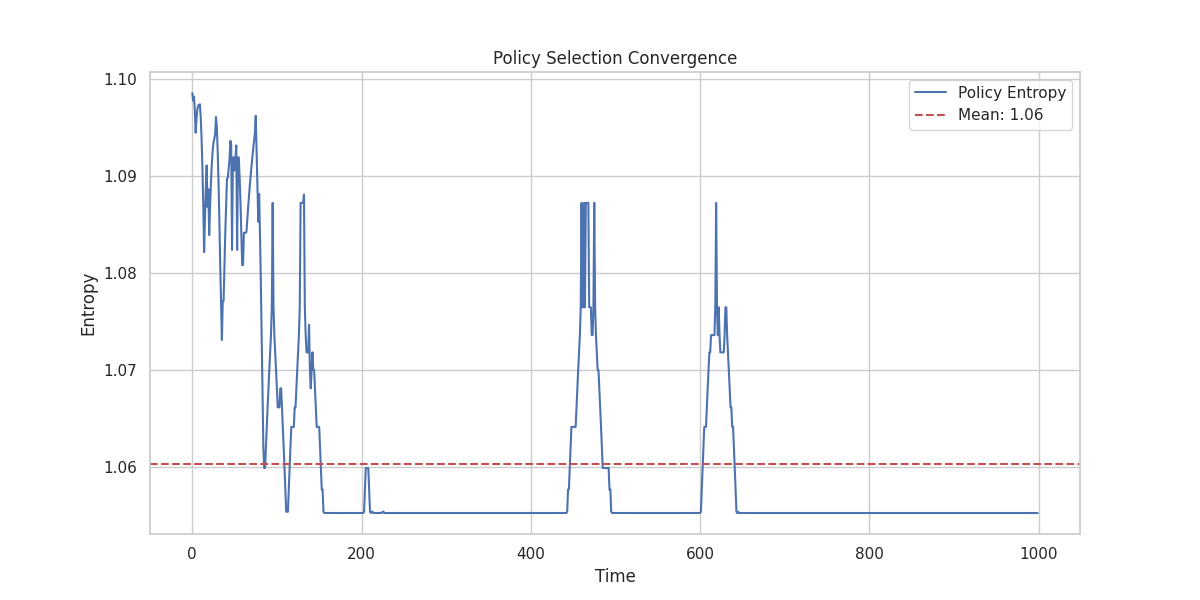 Policy Selection Convergence
Policy Entropy
Mean: 1.06
Entropy
1.10
1.09
1.08
1.07
1.06
0
200
400
600
800
1000
Time